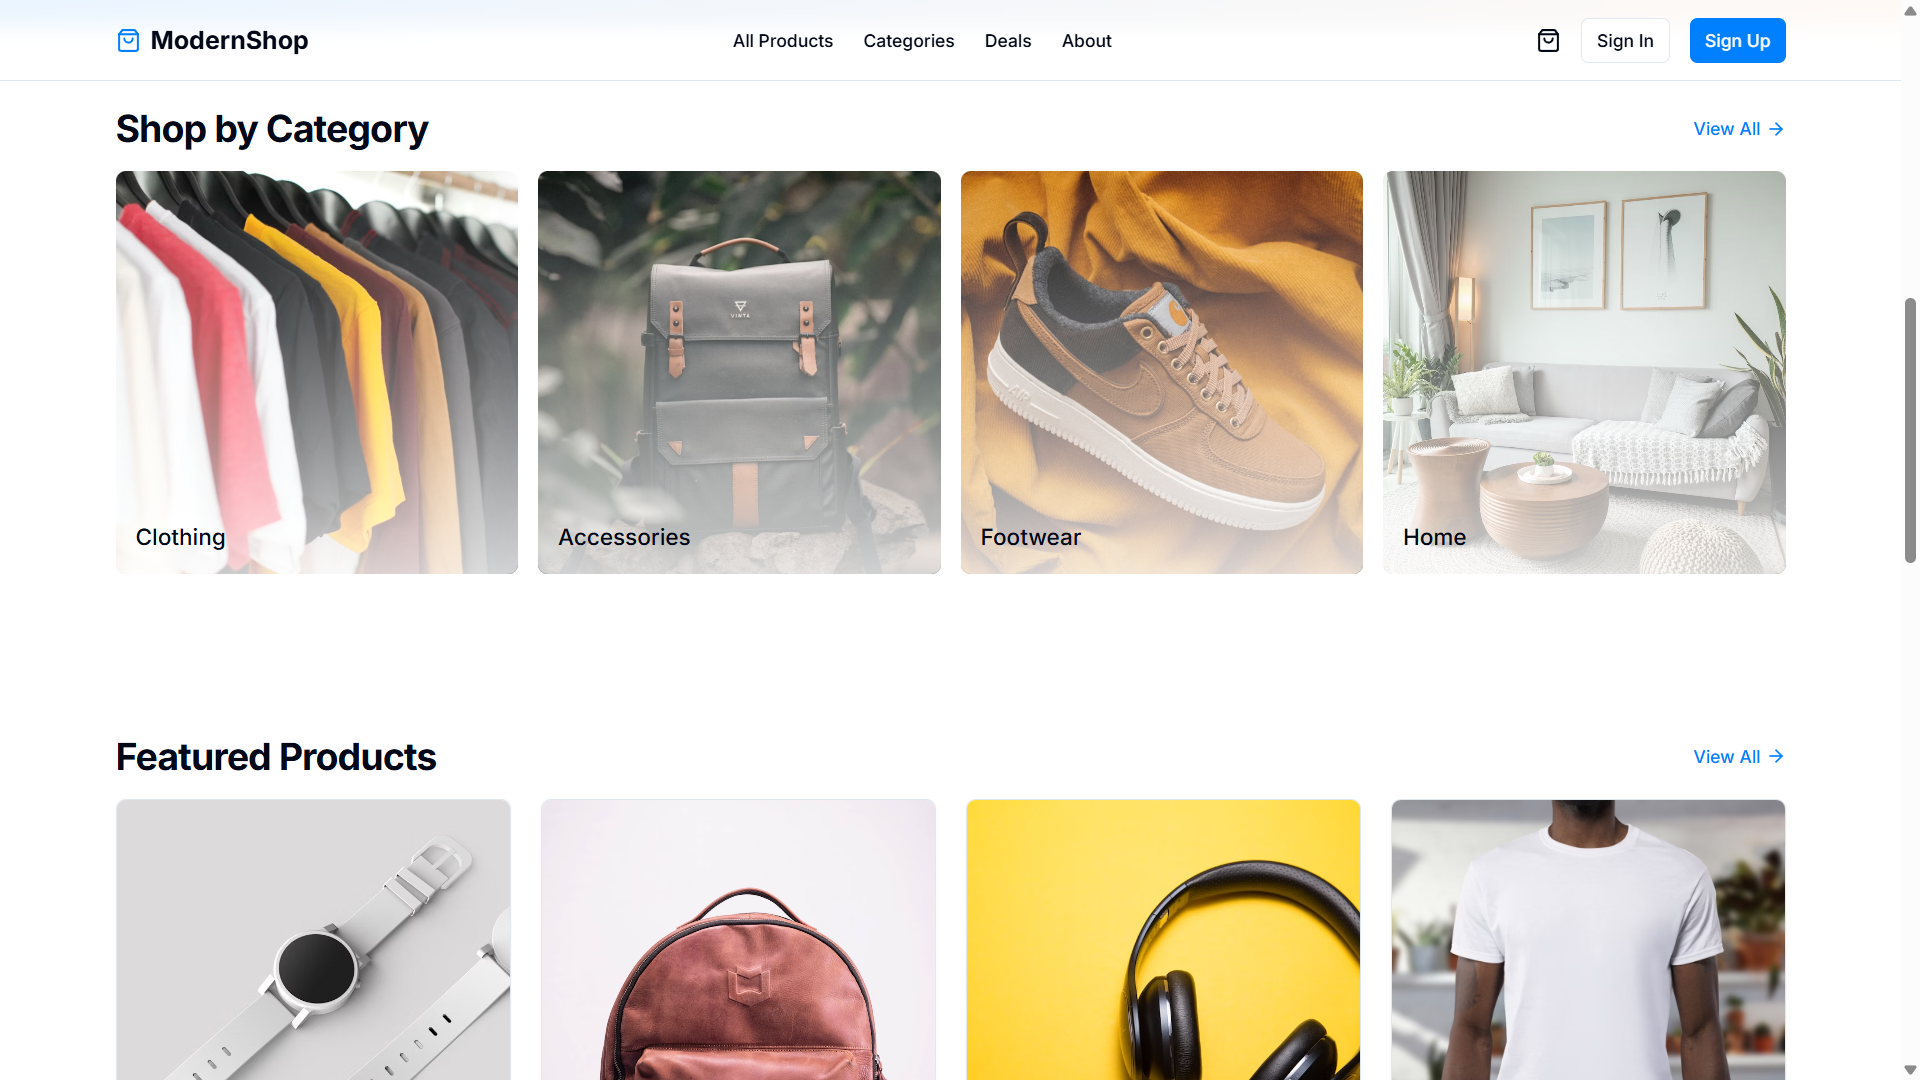 ModernShop
All Products
Categories
Deals
About
Sign In
Sign Up
Shop by Category
View All
VINTA
Clothing
Accessories
Footwear
Home
Featured Products
View All